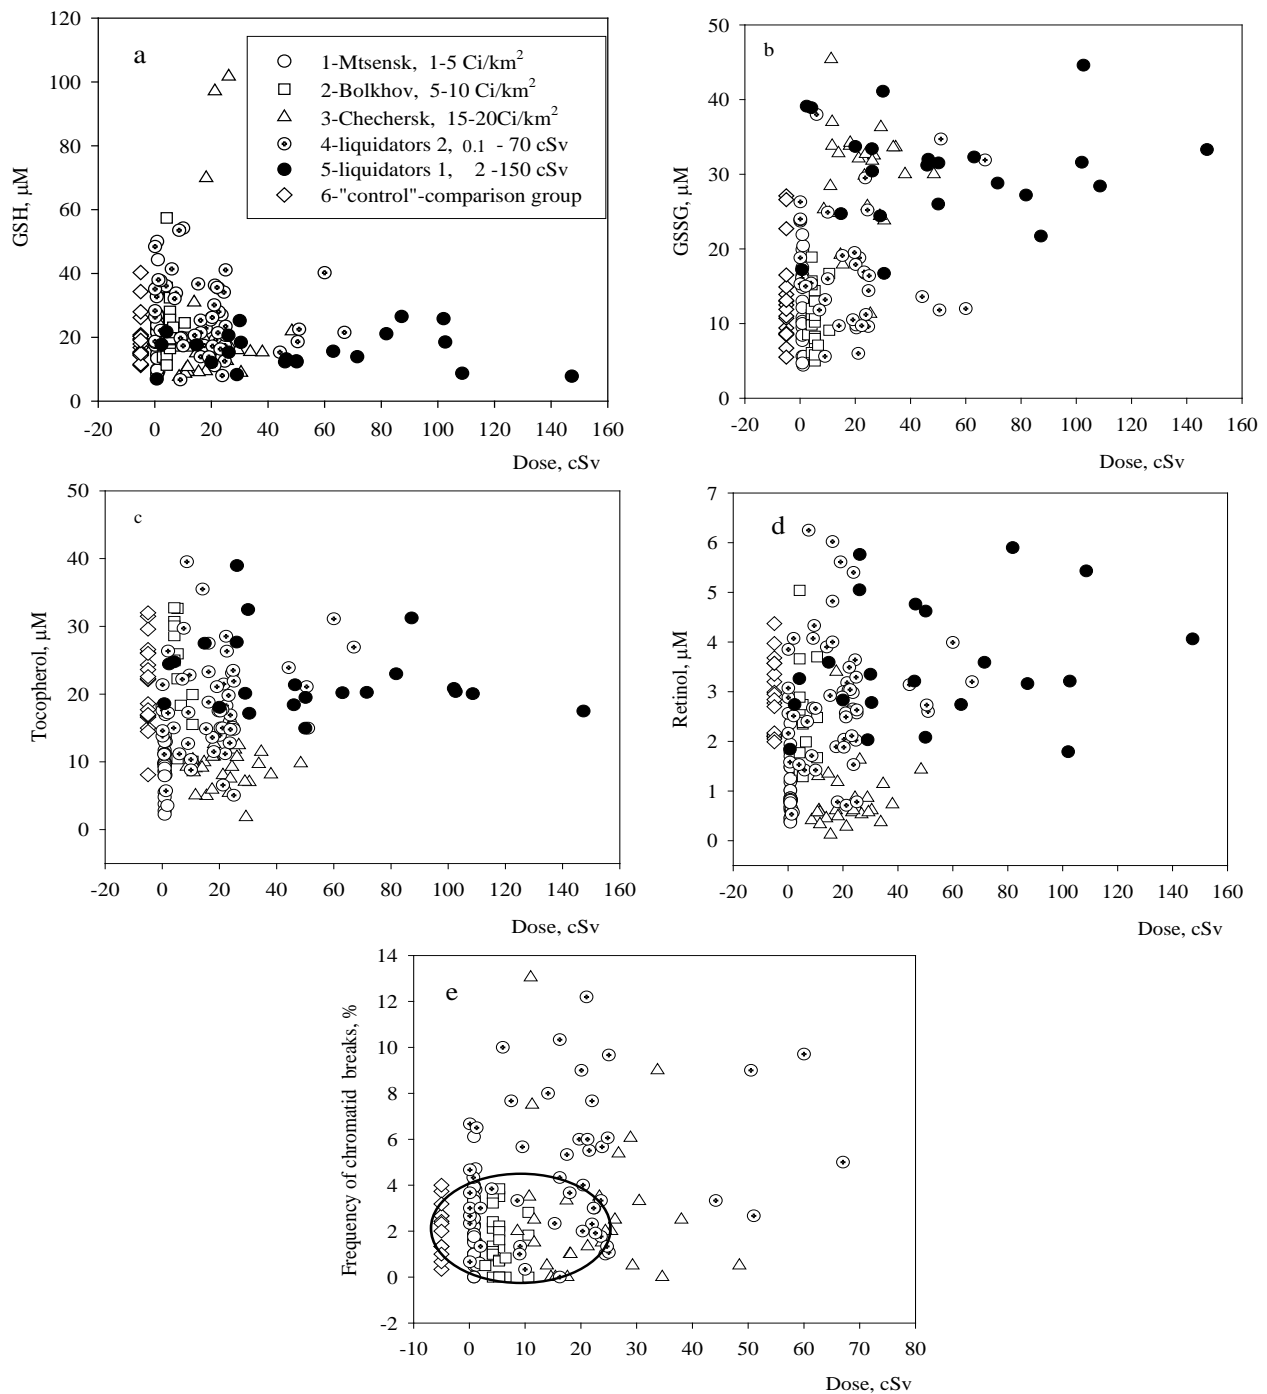 a
120
100
80
60
40
20
0
GSH, μM
1-Mtsensk, 1-5 Ci/km²
2-Bolkhov, 5-10 Ci/km²
3-Chechersk, 15-20Ci/km²
4-liquidators 2, 0.1 - 70 cSv
5-liquidators 1, 2 -150 cSv
6-"control"-comparison group
-20 0 20 40 60 80 100 120 140 160
Dose, cSv
b
50
40
30
20
10
0
GSSG, μM
-20 0 20 40 60 80 100 120 140 160
Dose, cSv
c
50
40
30
20
10
0
Tocopherol, μM
-20 0 20 40 60 80 100 120 140 160
Dose, cSv
d
7
6
5
4
3
2
1
0
Retinol, μM
-20 0 20 40 60 80 100 120 140 160
Dose, cSv
e
14
12
10
8
6
4
2
0
-2
Frequency of chromatid breaks, %
-10 0 10 20 30 40 50 60 70 80
Dose, cSv